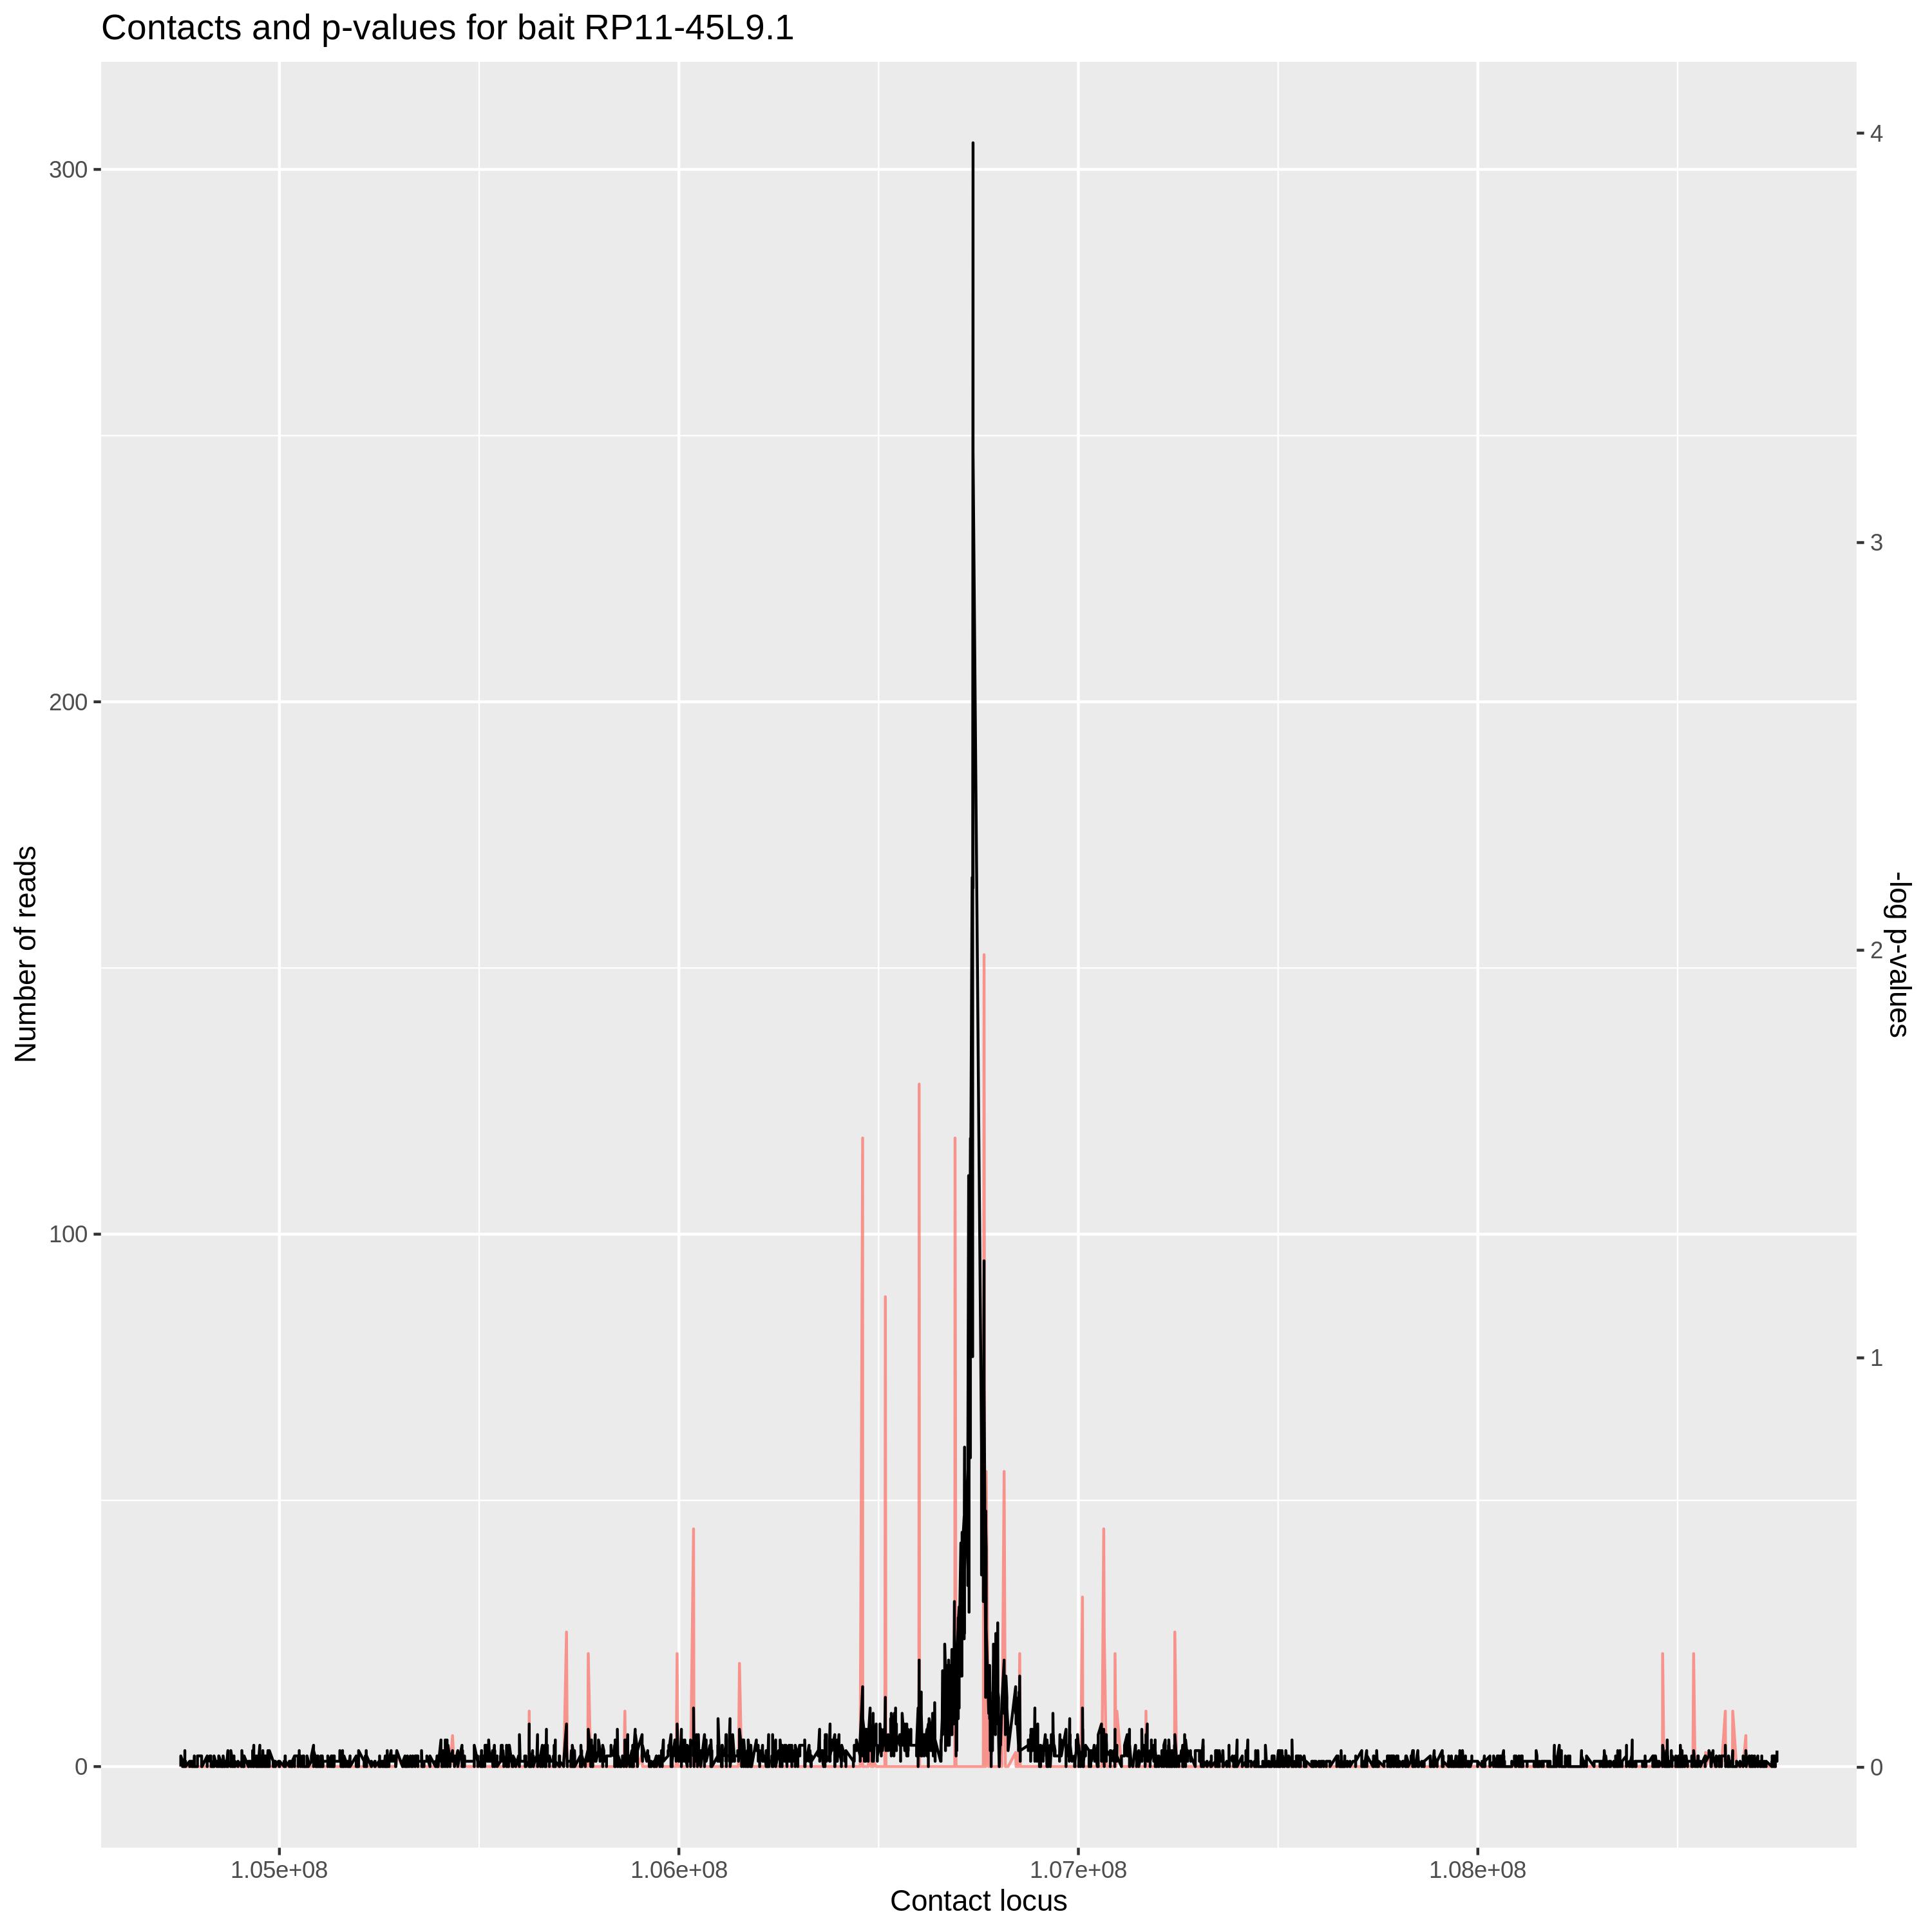 Contacts and p-values for bait RP11-45L9.1
300
200
100
0
4
3
2
1
0
Number of reads
-log p-values
1.05e+08
1.06e+08
1.07e+08
1.08e+08
Contact locus